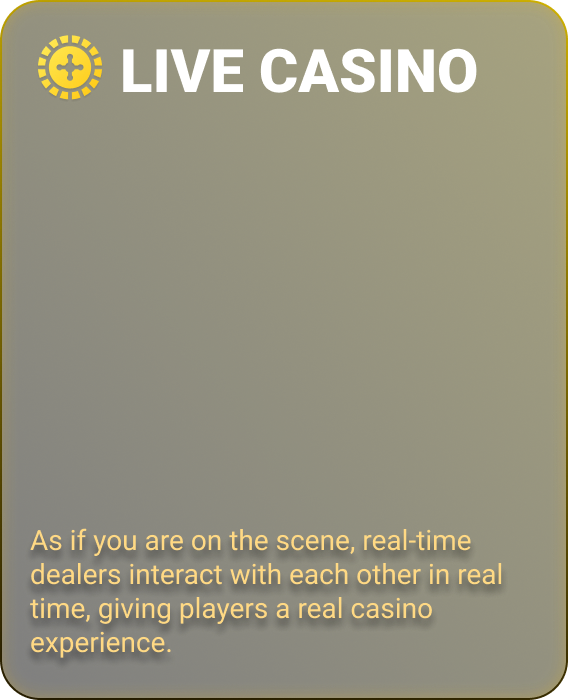 LIVE CASINO
As if you are on the scene, real-time
dealers interact with each other in real
time, giving players a real casino
experience.